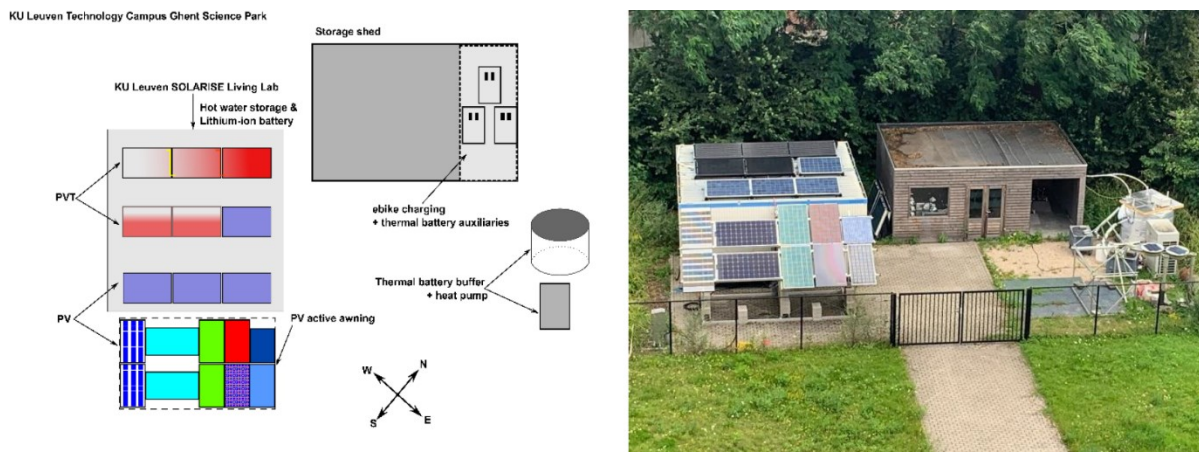 KU Leuven Technology Campus Ghent Science Park
Storage shed
KU Leuven SOLARISE Living Lab
Hot water storage &
Lithium-ion battery
PVT
ebike charging
+ thermal battery auxiliaries
Thermal battery buffer
+ heat pump
PV
PV active awning
W
N
S
E